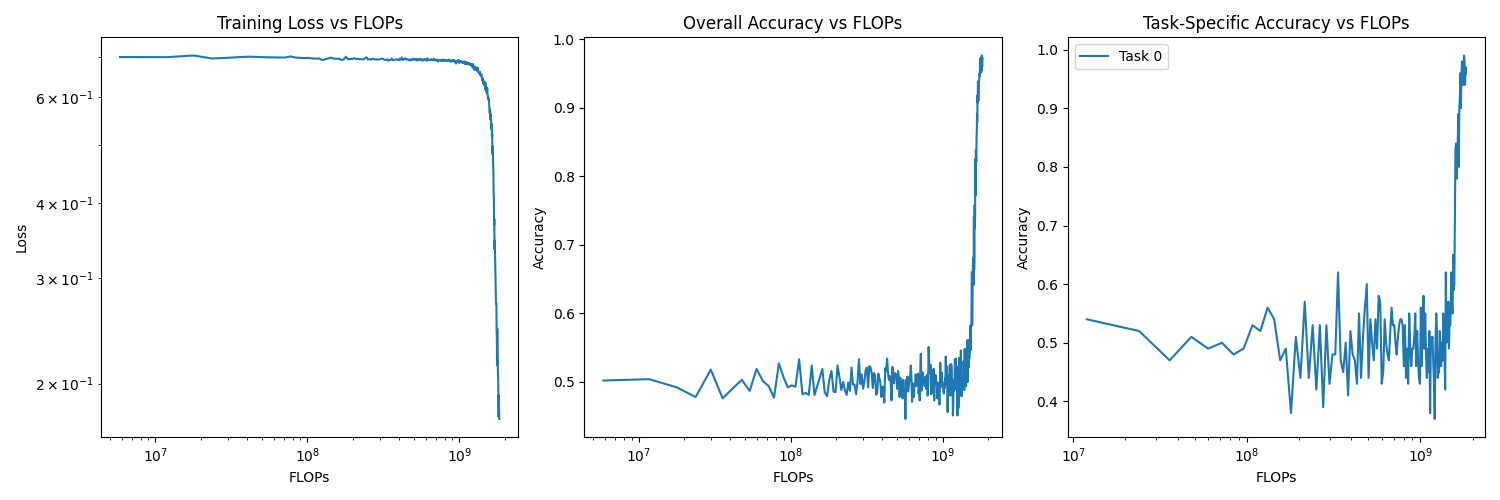 Training Loss vs FLOPs
Loss
6 × 10⁻¹
4 × 10⁻¹
3 × 10⁻¹
2 × 10⁻¹
10⁷
10⁸
10⁹
FLOPs
Overall Accuracy vs FLOPs
Accuracy
1.0
0.9
0.8
0.7
0.6
0.5
10⁷
10⁸
10⁹
FLOPs
Task-Specific Accuracy vs FLOPs
Task 0
Accuracy
1.0
0.9
0.8
0.7
0.6
0.5
0.4
10⁷
10⁸
10⁹
FLOPs